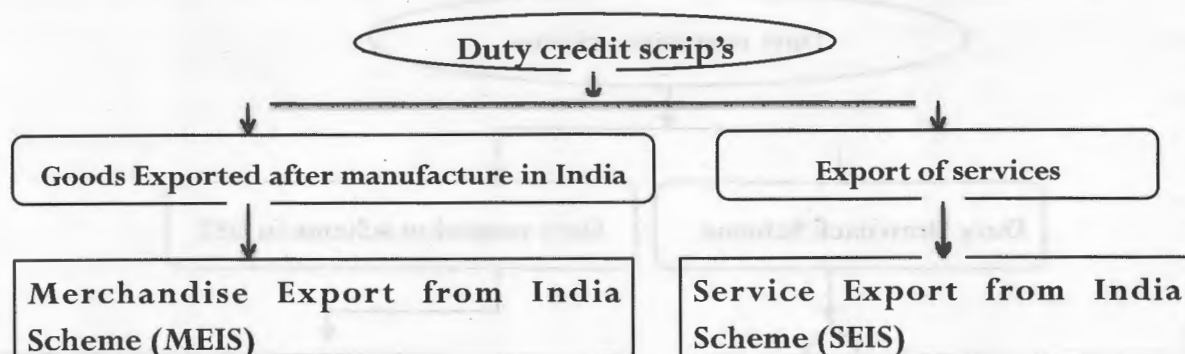 Duty credit scrip's
Goods Exported after manufacture in India
Export of services
Merchandise Export from India
Scheme (MEIS)
Service Export from India
Scheme (SEIS)